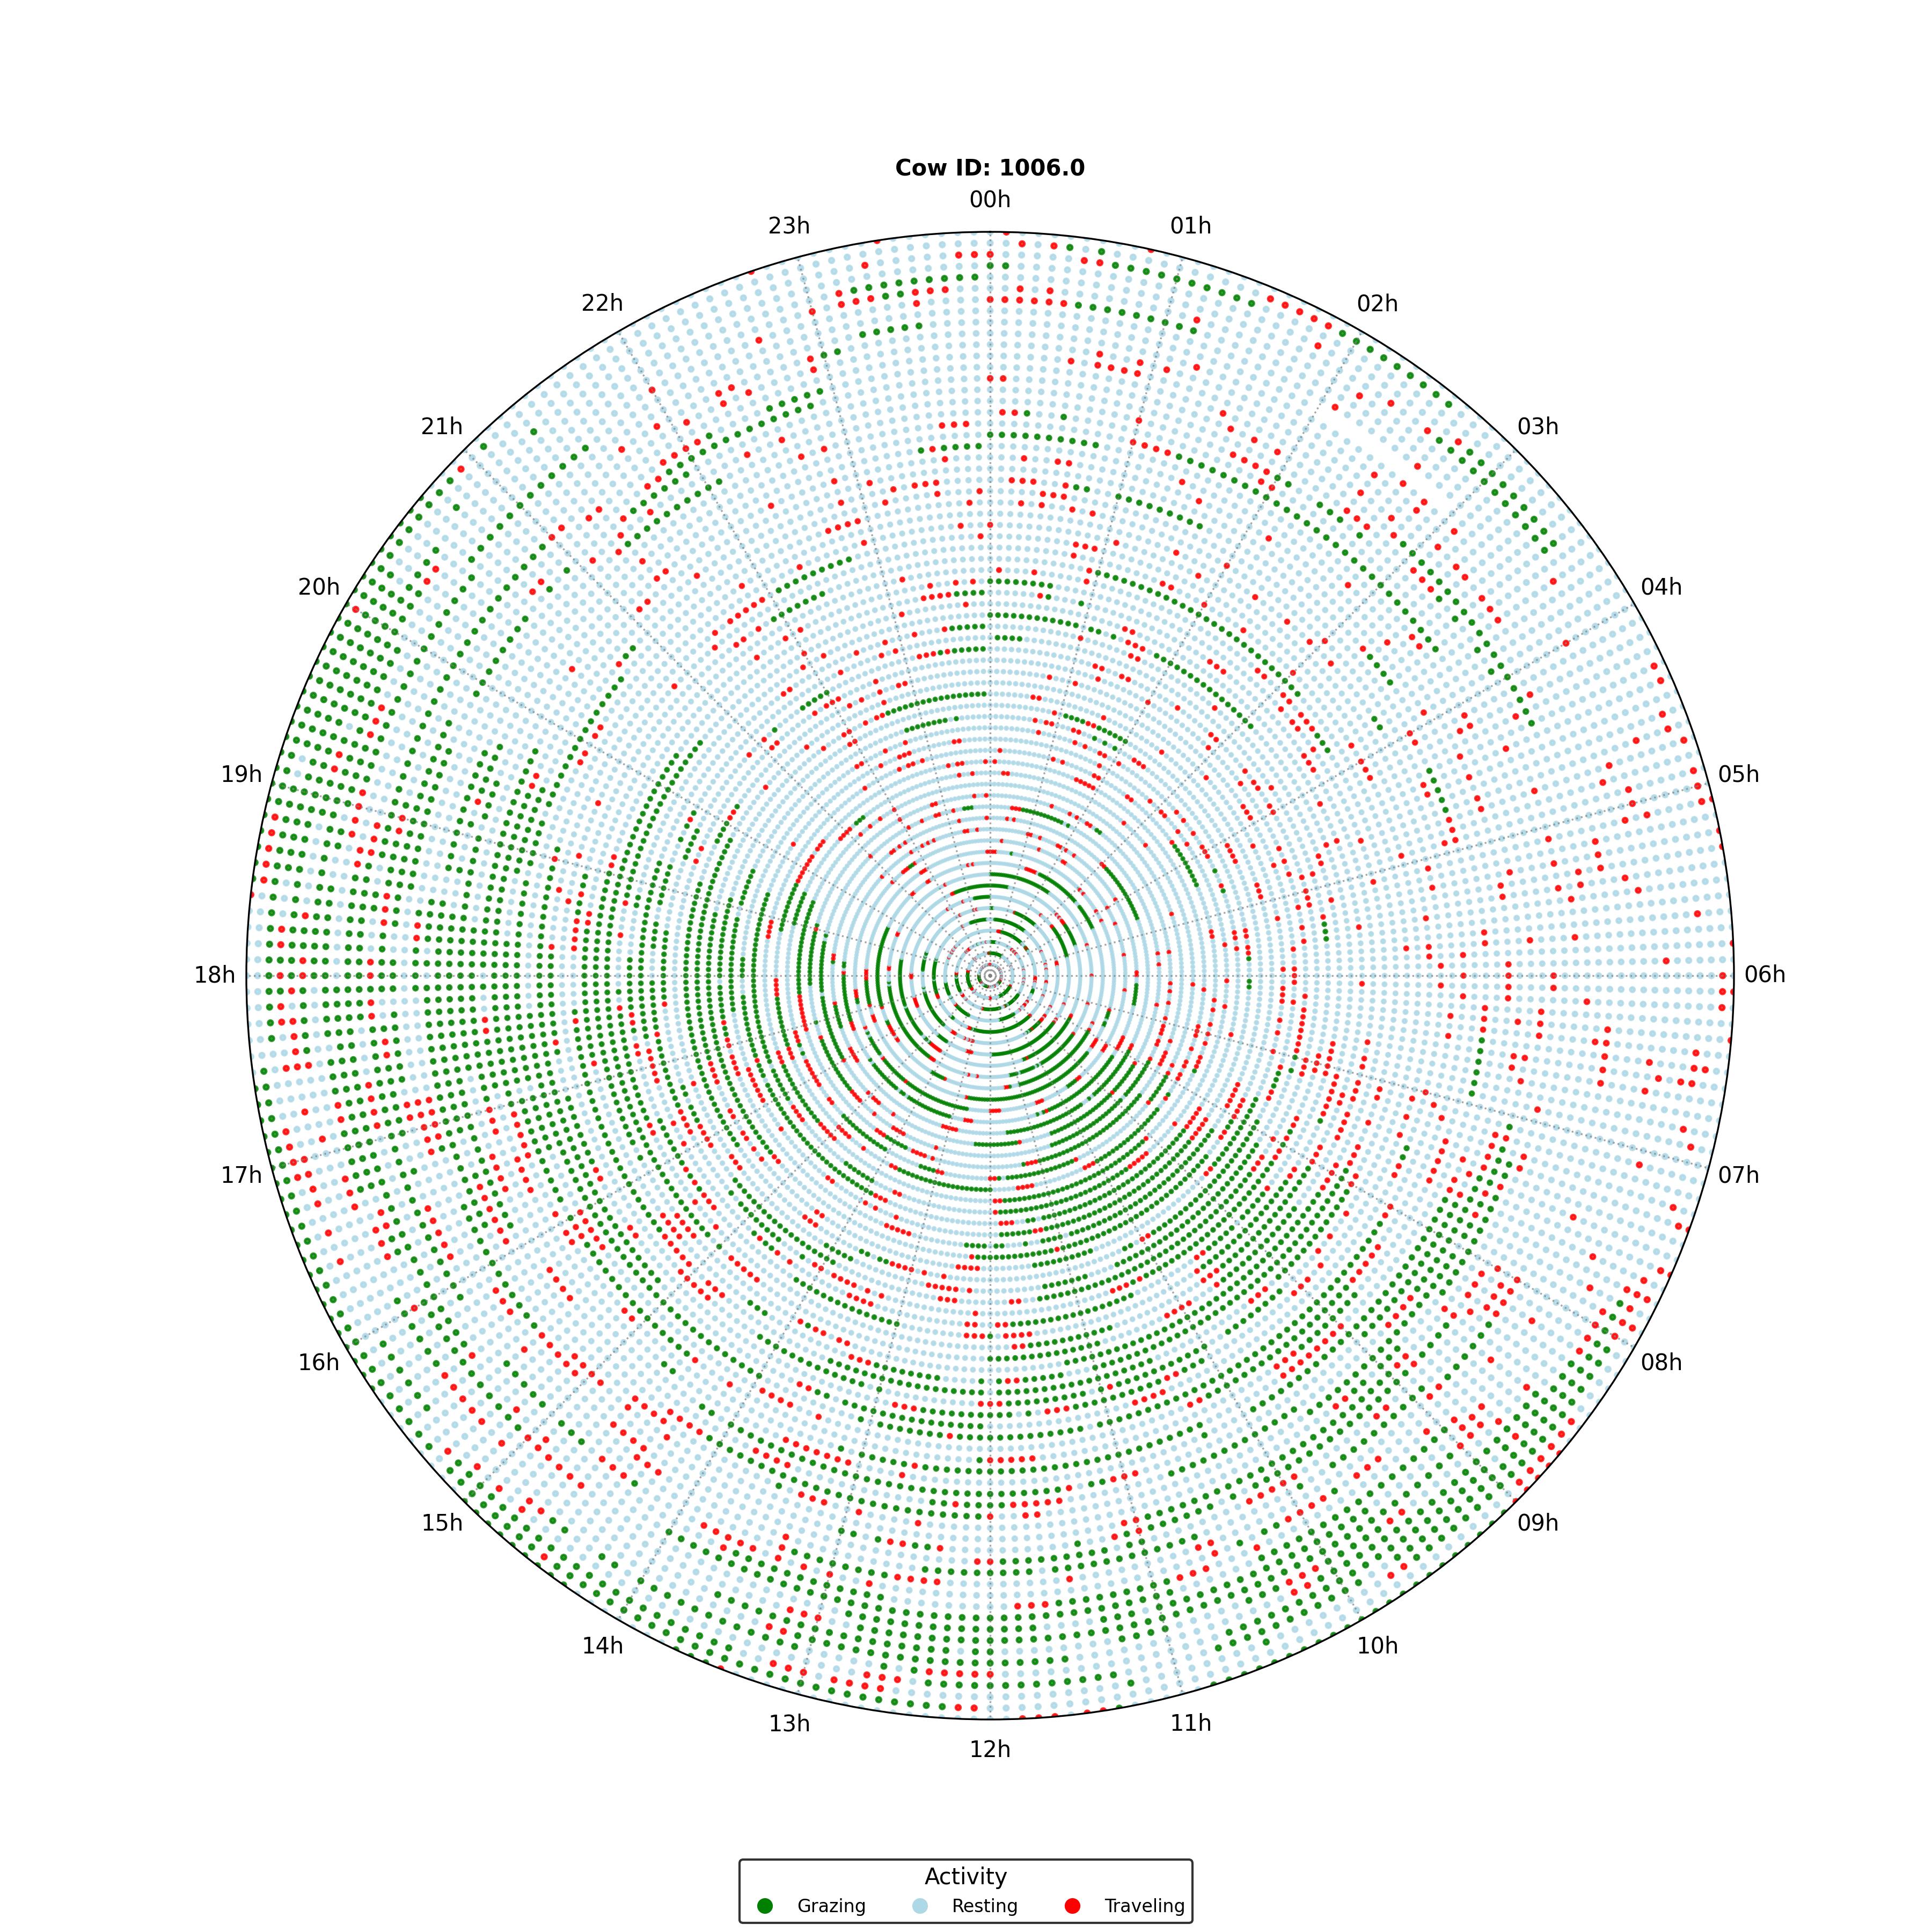 Cow ID: 1006.0
00h
23h
01h
22h
02h
21h
03h
20h
04h
19h
05h
18h
06h
17h
07h
16h
08h
15h
09h
14h
10h
13h
11h
12h
Activity
Grazing Resting Traveling